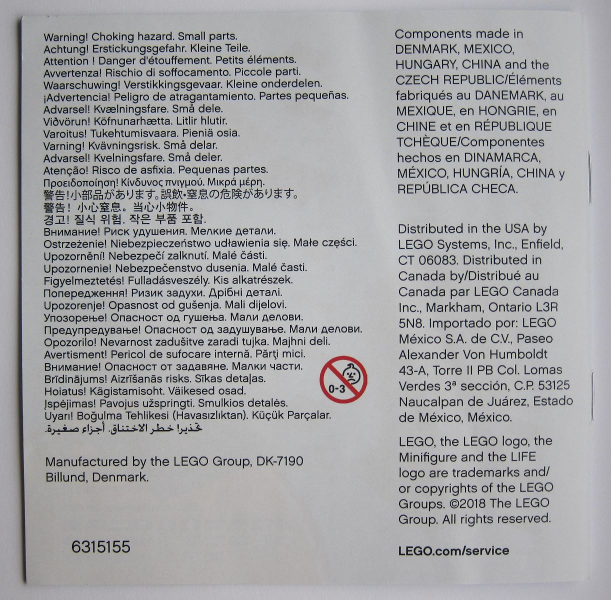 Warning! Choking hazard. Small parts.
Achtung! Erstickungsgefahr. Kleine Teile.
Attention ! Danger d'étouffement. Petits éléments.
Avvertenza! Rischio di soffocamento. Piccole parti.
Waarschuwing! Verstikkingsgevaar. Kleine onderdelen.
¡Advertencia! Peligro de atragantamiento. Partes pequeñas.
Advarsel! Kvælningsfare. Små dele.
Viðvörun! Köfnunarhætta. Litlir hlutir.
Varoitus! Tukehtumisvaara. Pieniä osia.
Varning! Kvävningsrisk. Små delar.
Advarsel! Kvelningsfare. Små deler.
Atenção! Risco de asfixia. Pequenas partes.
Προειδοποίηση! Κίνδυνος πνιγμού. Μικρά μέρη.
警告!小部品があります。誤飲・窒息の危険があります。
警告! 小心窒息。当心小物件。
경고! 질식 위험. 작은 부품 포함.
Внимание! Риск удушения. Мелкие детали.
Ostrzeżenie! Niebezpieczeństwo udławienia się. Małe części.
Upozornění! Nebezpečí zalknutí. Malé části.
Upozornenie! Nebezpečenstvo dusenia. Malé časti.
Figyelmeztetés! Fulladásveszély. Kis alkatrészek.
Попередження! Ризик задухи. Дрібні деталі.
Upozorenje! Opasnost od gušenja. Mali dijelovi.
Упозорење! Опасност од гушења. Мали делови.
Предупредување! Опасност од задушување. Мали делови.
Opozorilo! Nevarnost zadušitve zaradi tujka. Majhni deli.
Avertisment! Pericol de sufocare internă. Părţi mici.
Внимание! Опасност от задавяне. Малки части.
Brīdinājums! Aizrīšanās risks. Sīkas detaļas.
Hoiatus! Kägistamisoht. Väikesed osad.
Įspėjimas! Pavojus užspringti. Smulkios detalės.
Uyarı! Boğulma Tehlikesi (Havasızlıktan). Küçük Parçalar.
تحذير! خطر الاختناق. أجزاء صغيرة.
0-3
Manufactured by the LEGO Group, DK-7190
Billund, Denmark.
6315155
Components made in
DENMARK, MEXICO,
HUNGARY, CHINA and the
CZECH REPUBLIC/Éléments
fabriqués au DANEMARK, au
MEXIQUE, en HONGRIE, en
CHINE et en RÉPUBLIQUE
TCHÈQUE/Componentes
hechos en DINAMARCA,
MÉXICO, HUNGRÍA, CHINA y
REPÚBLICA CHECA.
Distributed in the USA by
LEGO Systems, Inc., Enfield,
CT 06083. Distributed in
Canada by/Distribué au
Canada par LEGO Canada
Inc., Markham, Ontario L3R
5N8. Importado por: LEGO
México S.A. de C.V., Paseo
Alexander Von Humboldt
43-A, Torre II PB Col. Lomas
Verdes 3ª sección, C.P. 53125
Naucalpan de Juárez, Estado
de México, México.
LEGO, the LEGO logo, the
Minifigure and the LIFE
logo are trademarks and/
or copyrights of the LEGO
Groups. ©2018 The LEGO
Group. All rights reserved.
LEGO.com/service